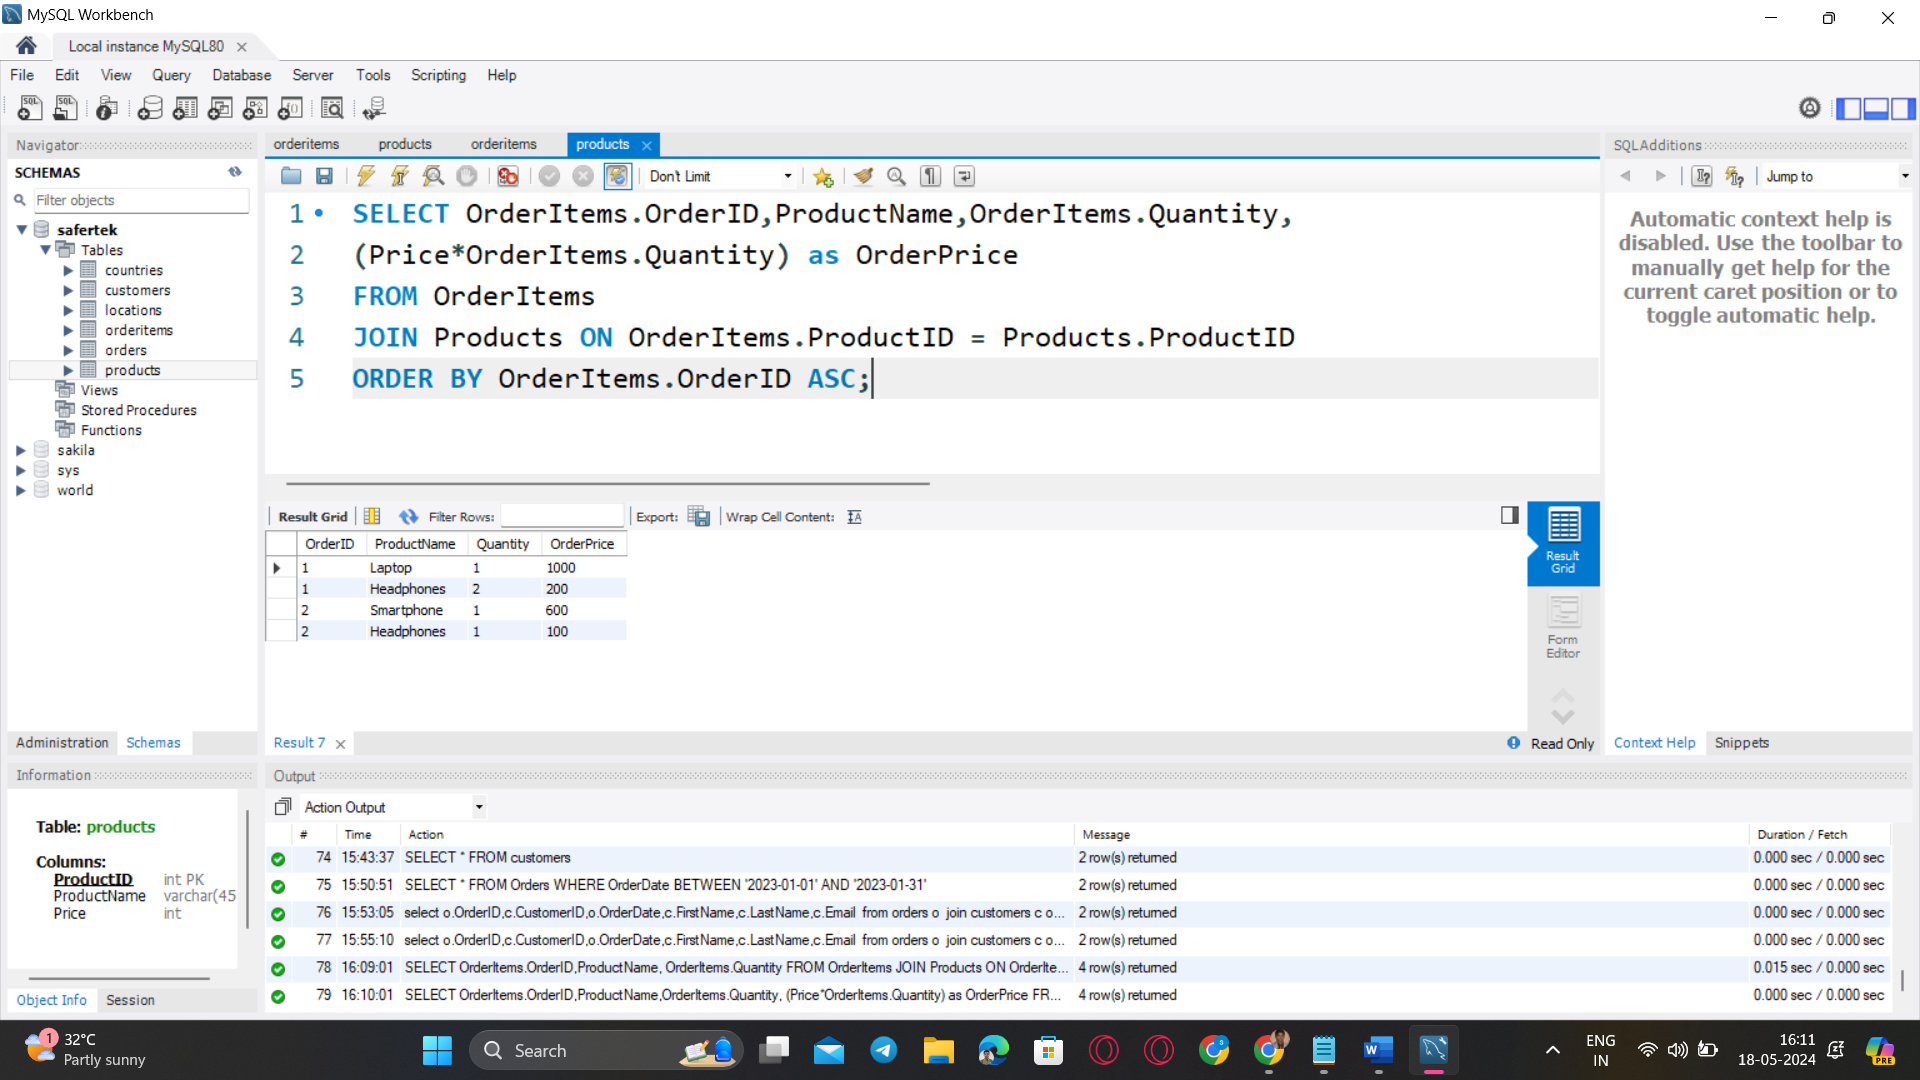 MySQL Workbench
Local instance MySQL80
File Edit View Query Database Server Tools Scripting Help
Navigator
SCHEMAS
Filter objects
safertek
Tables
countries
customers
locations
orderitems
orders
products
Views
Stored Procedures
Functions
sakila
sys
world
Administration Schemas
Information
Table: products
Columns:
ProductID int PK
ProductName varchar(45
Price int
Object Info Session
orderitems products orderitems products
Don't Limit
1 SELECT OrderItems.OrderID,ProductName,OrderItems.Quantity,
2 (Price*OrderItems.Quantity) as OrderPrice
3 FROM OrderItems
4 JOIN Products ON OrderItems.ProductID = Products.ProductID
5 ORDER BY OrderItems.OrderID ASC;
Result Grid Filter Rows: Export: Wrap Cell Content:
OrderID ProductName Quantity OrderPrice
1 Laptop 1 1000
1 Headphones 2 200
2 Smartphone 1 600
2 Headphones 1 100
Result
Grid
Form
Editor
Result 7
Read Only
SQLAdditions
Jump to
Automatic context help is
disabled. Use the toolbar to
manually get help for the
current caret position or to
toggle automatic help.
Context Help Snippets
Output
Action Output
# Time Action Message Duration / Fetch
74 15:43:37 SELECT * FROM customers 2 row(s) returned 0.000 sec / 0.000 sec
75 15:50:51 SELECT * FROM Orders WHERE OrderDate BETWEEN '2023-01-01' AND '2023-01-31' 2 row(s) returned 0.000 sec / 0.000 sec
76 15:53:05 select o.OrderID,c.CustomerID,o.OrderDate,c.FirstName,c.LastName,c.Email from orders o join customers c o... 2 row(s) returned 0.000 sec / 0.000 sec
77 15:55:10 select o.OrderID,c.CustomerID,o.OrderDate,c.FirstName,c.LastName,c.Email from orders o join customers c o... 2 row(s) returned 0.000 sec / 0.000 sec
78 16:09:01 SELECT OrderItems.OrderID,ProductName, OrderItems.Quantity FROM OrderItems JOIN Products ON OrderIte... 4 row(s) returned 0.015 sec / 0.000 sec
79 16:10:01 SELECT OrderItems.OrderID,ProductName,OrderItems.Quantity, (Price*OrderItems.Quantity) as OrderPrice FR... 4 row(s) returned 0.000 sec / 0.000 sec
1
32°C
Partly sunny
Search
ENG
IN
16:11
18-05-2024
PRE